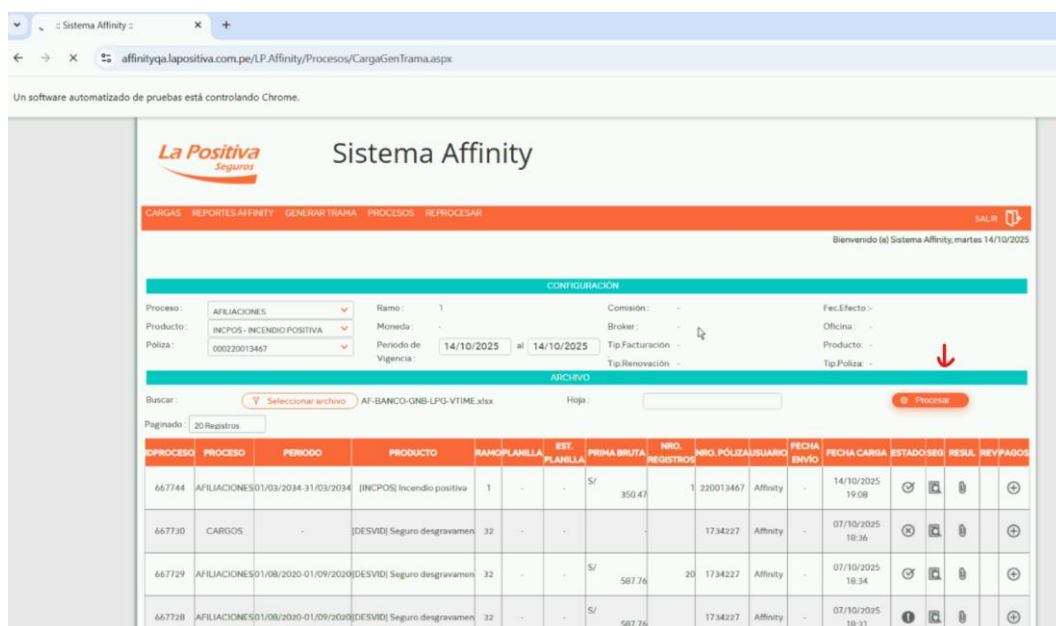 :: Sistema Affinity ::
affinityqa.lapositiva.com.pe/LP.Affinity/Procesos/CargaGenTrama.aspx
Un software automatizado de pruebas está controlando Chrome.
La Positiva
Seguros
Sistema Affinity
CARGAS REPORTES AFFINITY GENERAR TRAMA PROCESOS REPROCESAR
SALIR
Bienvenido (a) Sistema Affinity, martes 14/10/2025
CONFIGURACIÓN
Proceso : AFILIACIONES Ramo : 1 Comisión : - Fec.Efecto :-
Producto : INCPOS - INCENDIO POSITIVA Moneda : - Broker : - Oficina : -
Póliza : 000220013467 Periodo de Vigencia : 14/10/2025 al 14/10/2025 Tip.Facturación - Producto: -
Tip.Renovación - Tip.Poliza: -
ARCHIVO
Buscar : Seleccionar archivo AF-BANCO-GNB-LPG-VTIME.xlsx Hoja : Procesar
Paginado : 20 Registros
IDPROCESO PROCESO PERIODO PRODUCTO RAMO PLANILLA EST. PLANILLA PRIMA BRUTA NRO. REGISTROS NRO. PÓLIZA USUARIO FECHA ENVÍO FECHA CARGA ESTADO SEG RESUL REV PAGOS
667744 AFILIACIONES 01/03/2034-31/03/2034 |INCPOS| Incendio positiva 1 - - S/ 350.47 1 220013467 Affinity - 14/10/2025 19:08
667730 CARGOS - |DESVID| Seguro desgravamen 32 - - - 1734227 Affinity - 07/10/2025 18:36
667729 AFILIACIONES 01/08/2020-01/09/2020 |DESVID| Seguro desgravamen 32 - - S/ 587.76 20 1734227 Affinity - 07/10/2025 18:34
667728 AFILIACIONES 01/08/2020-01/09/2020 |DESVID| Seguro desgravamen 32 - - S/ 587.76 1734227 Affinity - 07/10/2025 18:31